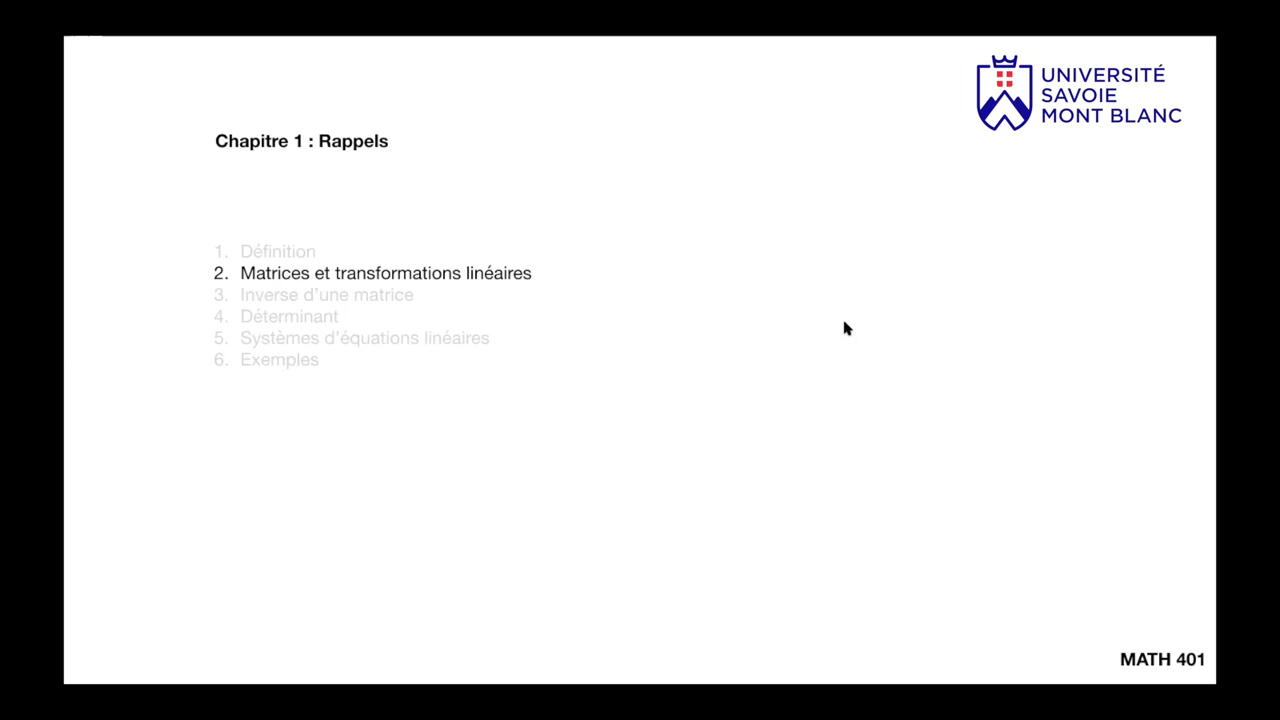 UNIVERSITÉ
SAVOIE
MONT BLANC
Chapitre 1 : Rappels
1. Définition
2. Matrices et transformations linéaires
3. Inverse d'une matrice
4. Déterminant
5. Systèmes d'équations linéaires
6. Exemples
MATH 401